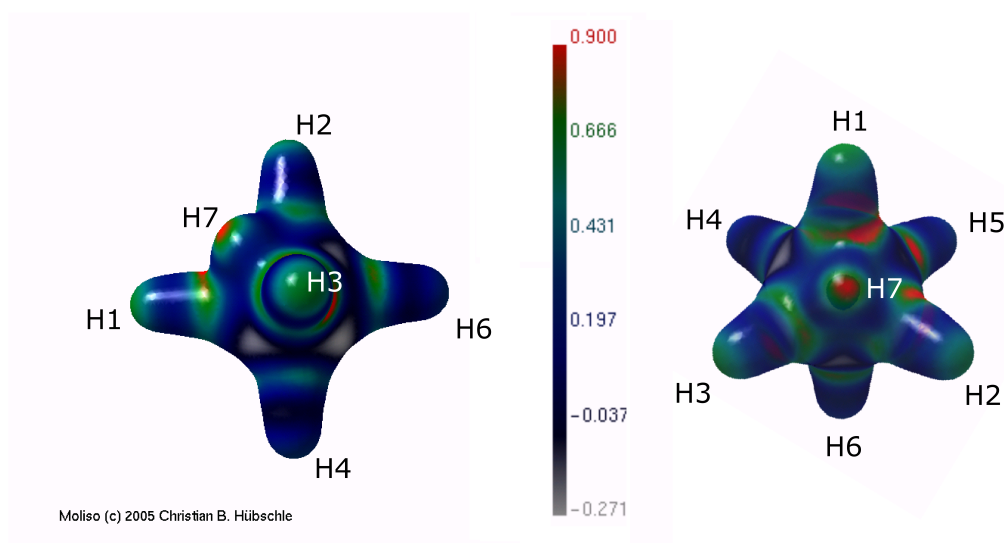 H2
H7
H3
H1
H6
H4
Moliso (c) 2005 Christian B. Hübschle
0.900
0.666
0.431
0.197
-0.037
-0.271
H1
H4
H5
H7
H3
H2
H6